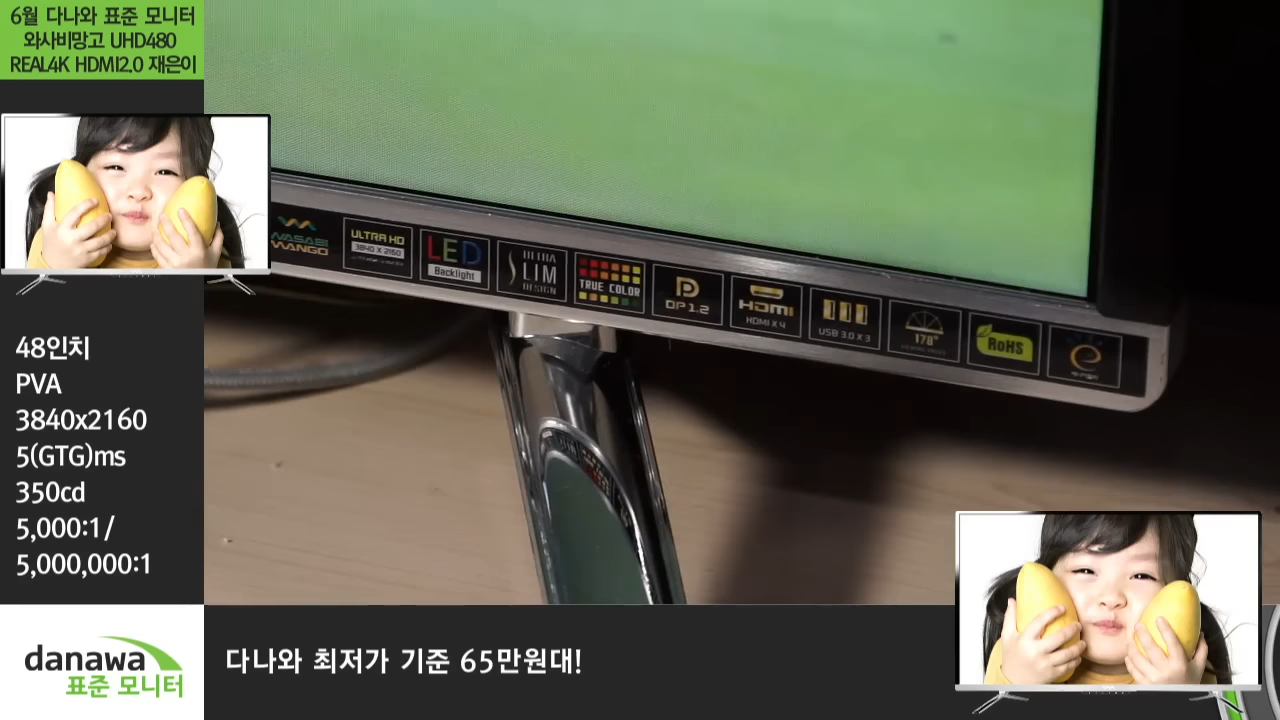 6월 다나와 표준 모니터
와사비망고 UHD480
REAL4K HDMI2.0 재은이
WASABI
MANGO
ULTRA HD
3840 X 2160
LED
Backlight
ULTRA
SLIM
DESIGN
TRUE COLOR
D
DP 1.2
HDMI
HDMI X 4
USB 3.0 X 3
178°
RoHS
e
48인치
PVA
3840x2160
5(GTG)ms
350cd
5,000:1/
5,000,000:1
danawa
표준 모니터
다나와 최저가 기준 65만원대!